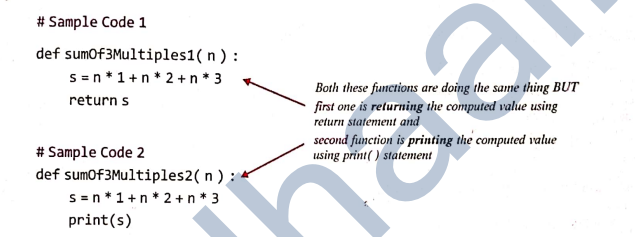 # Sample Code 1
def sumOf3Multiples1( n ) :
s = n * 1 + n * 2 + n * 3
return s
Both these functions are doing the same thing BUT
first one is returning the computed value using
return statement and
second function is printing the computed value
using print( ) statement
# Sample Code 2
def sumOf3Multiples2( n ) :
s = n * 1 + n * 2 + n * 3
print(s)